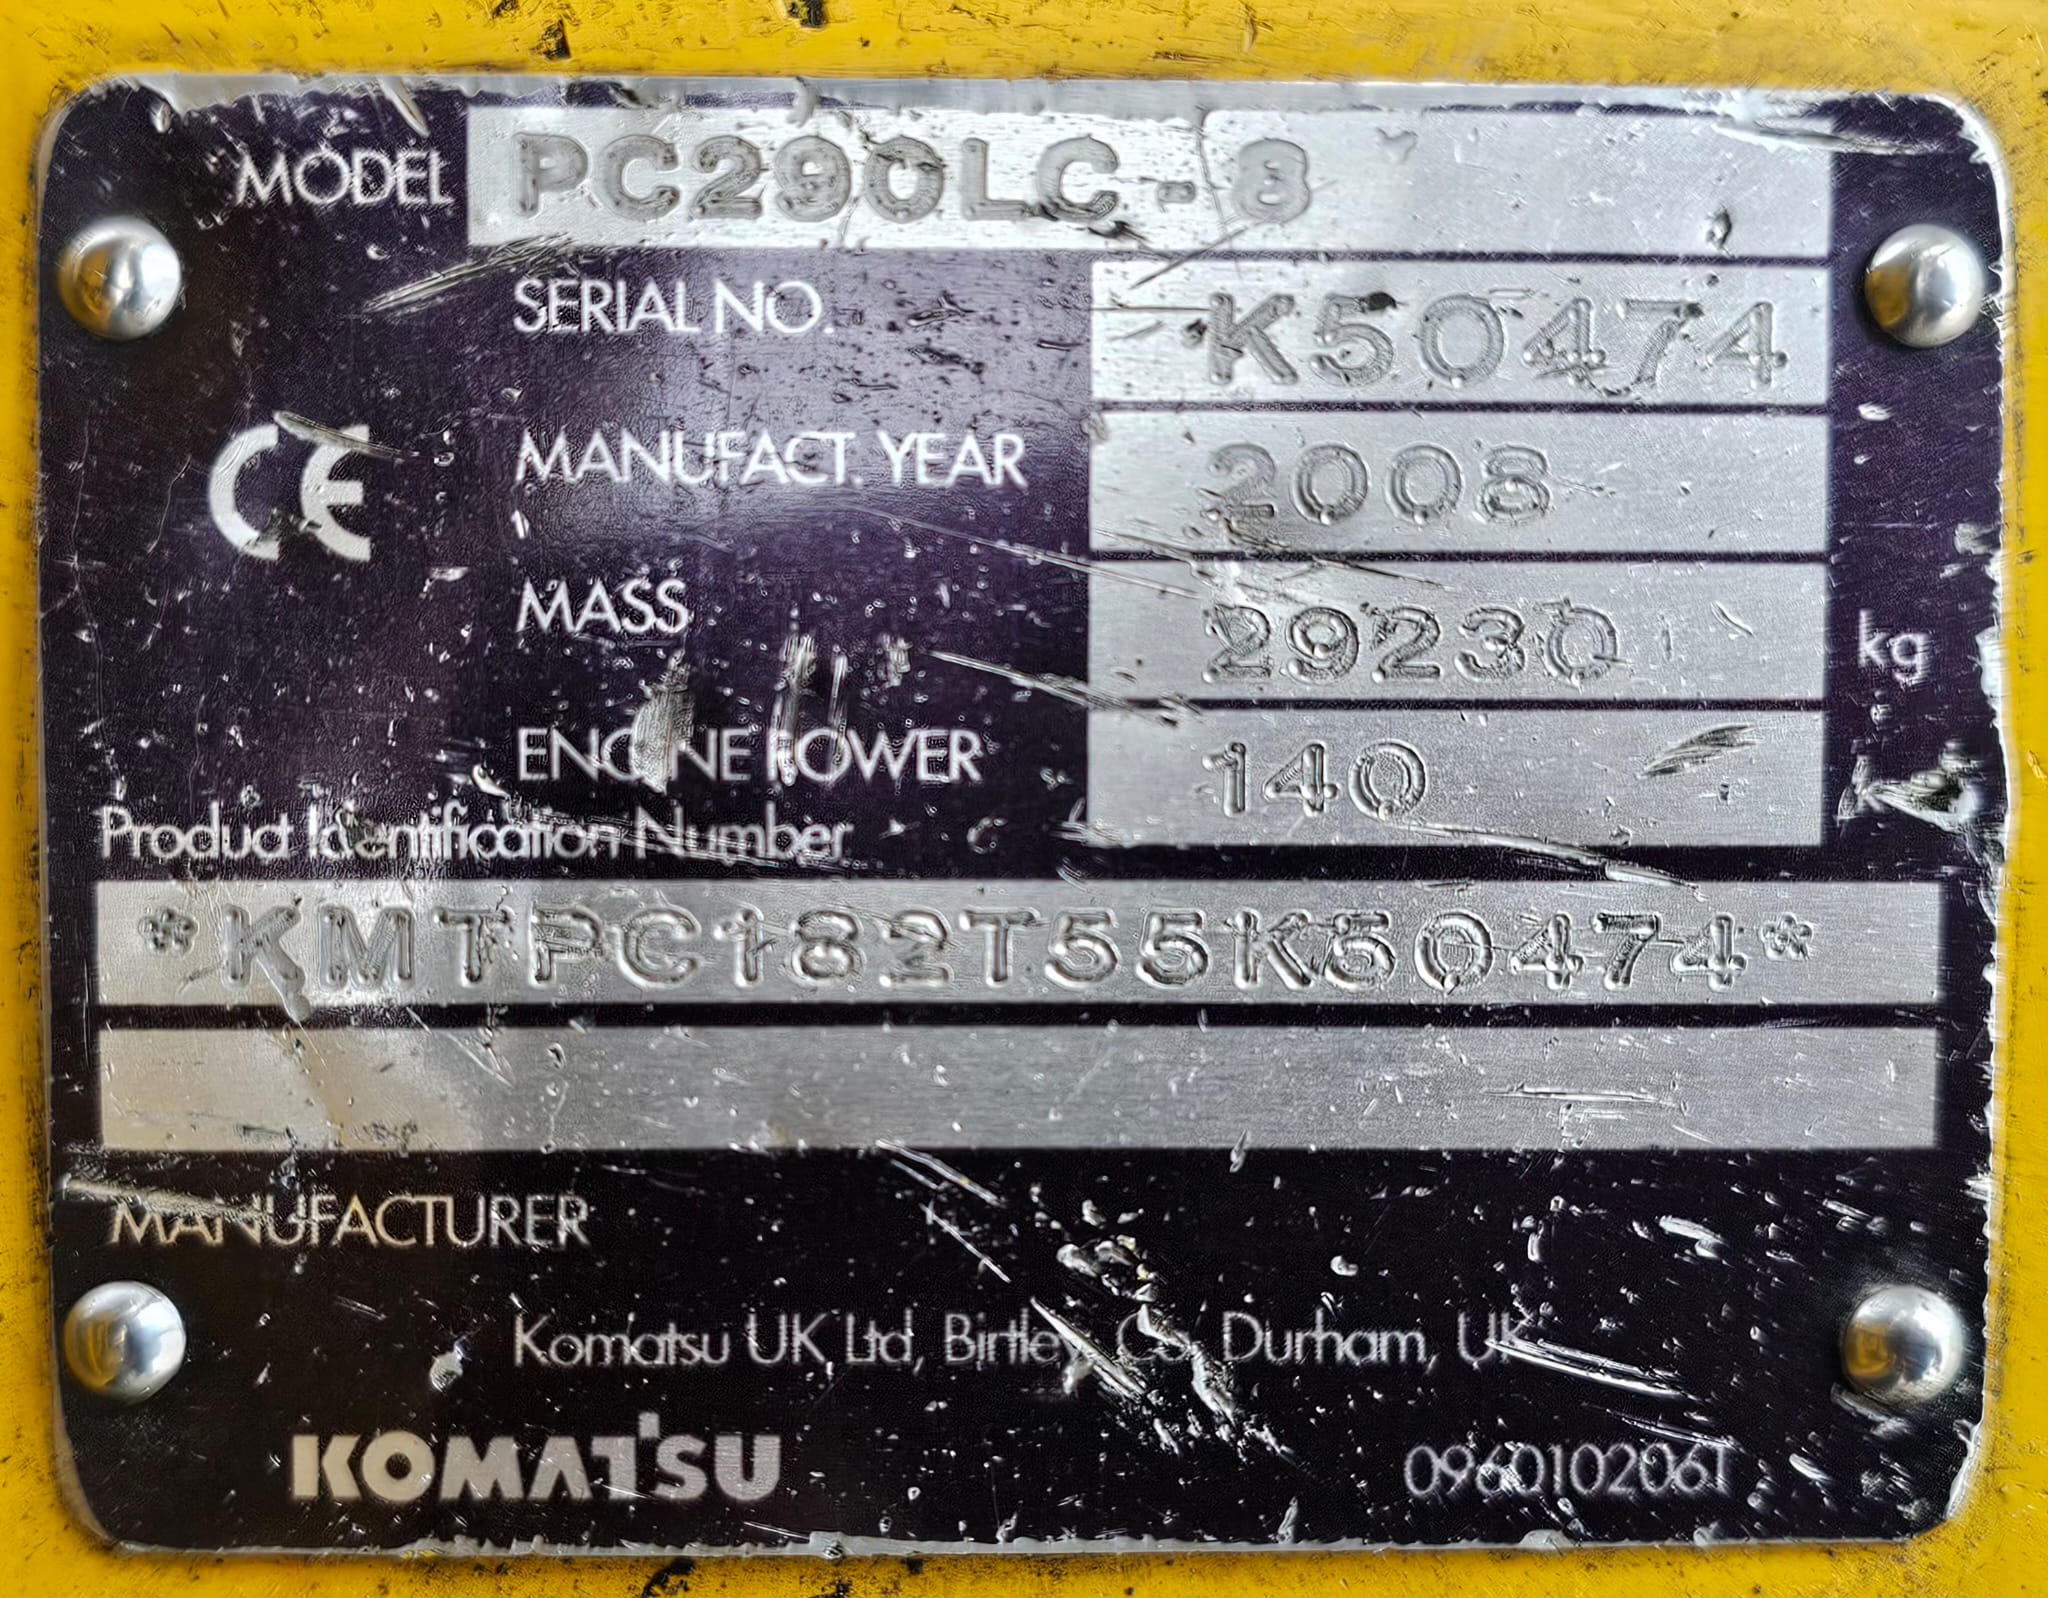 MODEL PC290LC-8
SERIAL NO. K50474
CE
MANUFACT. YEAR 2008
MASS 29230 kg
ENGINE POWER 140
Product Identification Number
*KMTPC182T55K50474*
MANUFACTURER
Komatsu UK Ltd, Birtley, Co. Durham, UK
KOMATSU
0960102061